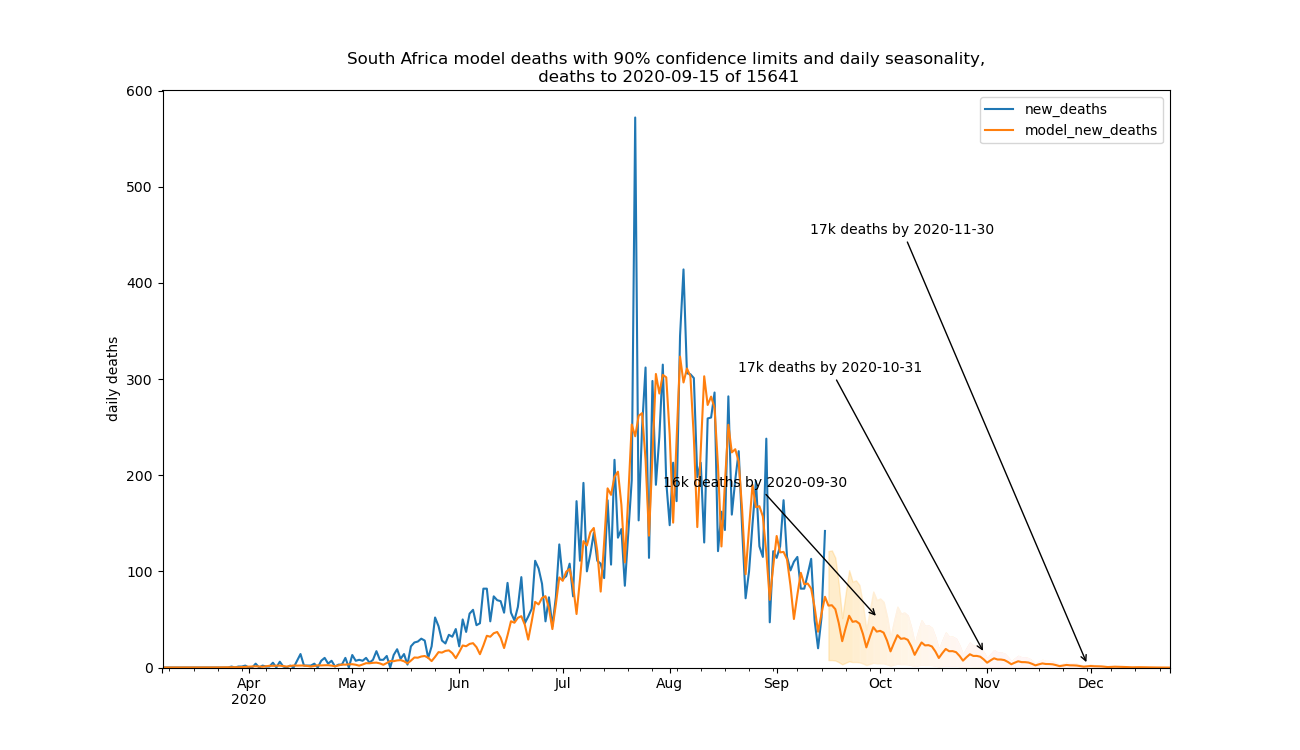 South Africa model deaths with 90% confidence limits and daily seasonality,
deaths to 2020-09-15 of 15641
new_deaths
model_new_deaths
daily deaths
600
500
400
300
200
100
0
17k deaths by 2020-11-30
17k deaths by 2020-10-31
16k deaths by 2020-09-30
Apr May Jun Jul Aug Sep Oct Nov Dec
2020